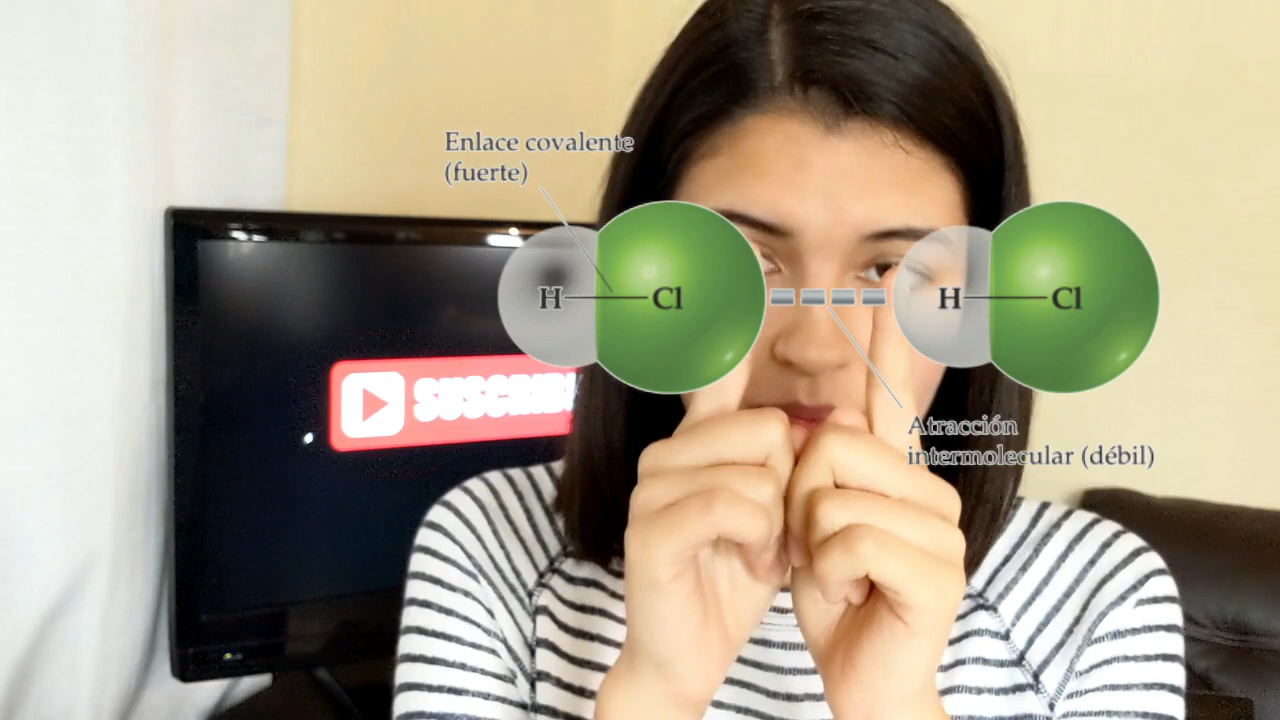 Enlace covalente
(fuerte)
H Cl H Cl
Atracción
intermolecular (débil)